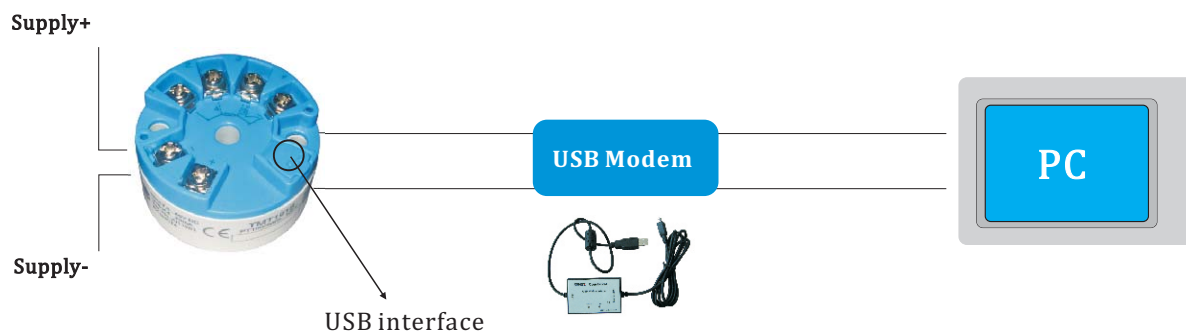 Supply+
USB Modem
PC
Supply-
USB interface